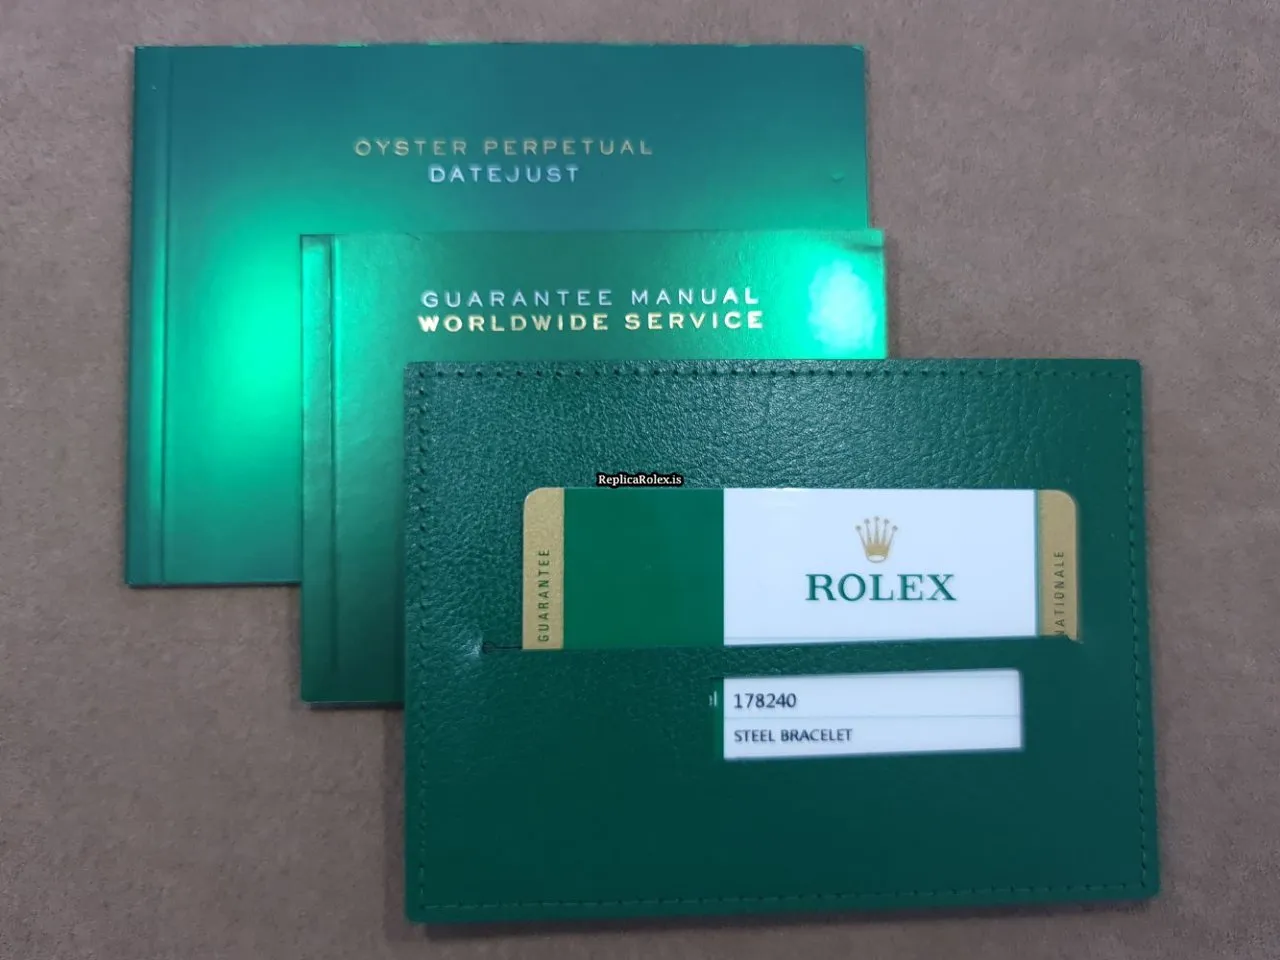 OYSTER PERPETUAL
DATEJUST
GUARANTEE MANUAL
WORLDWIDE SERVICE
ReplicaRolex.is
GUARANTEE
ROLEX
NATIONALE
178240
STEEL BRACELET